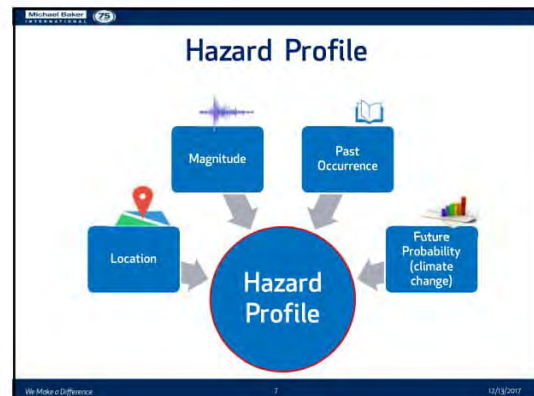 Michael Baker
INTERNATIONAL
75
Hazard Profile
Magnitude
Past
Occurrence
Location
Future
Probability
(climate
change)
Hazard
Profile
We Make a Difference
7
12/13/2017